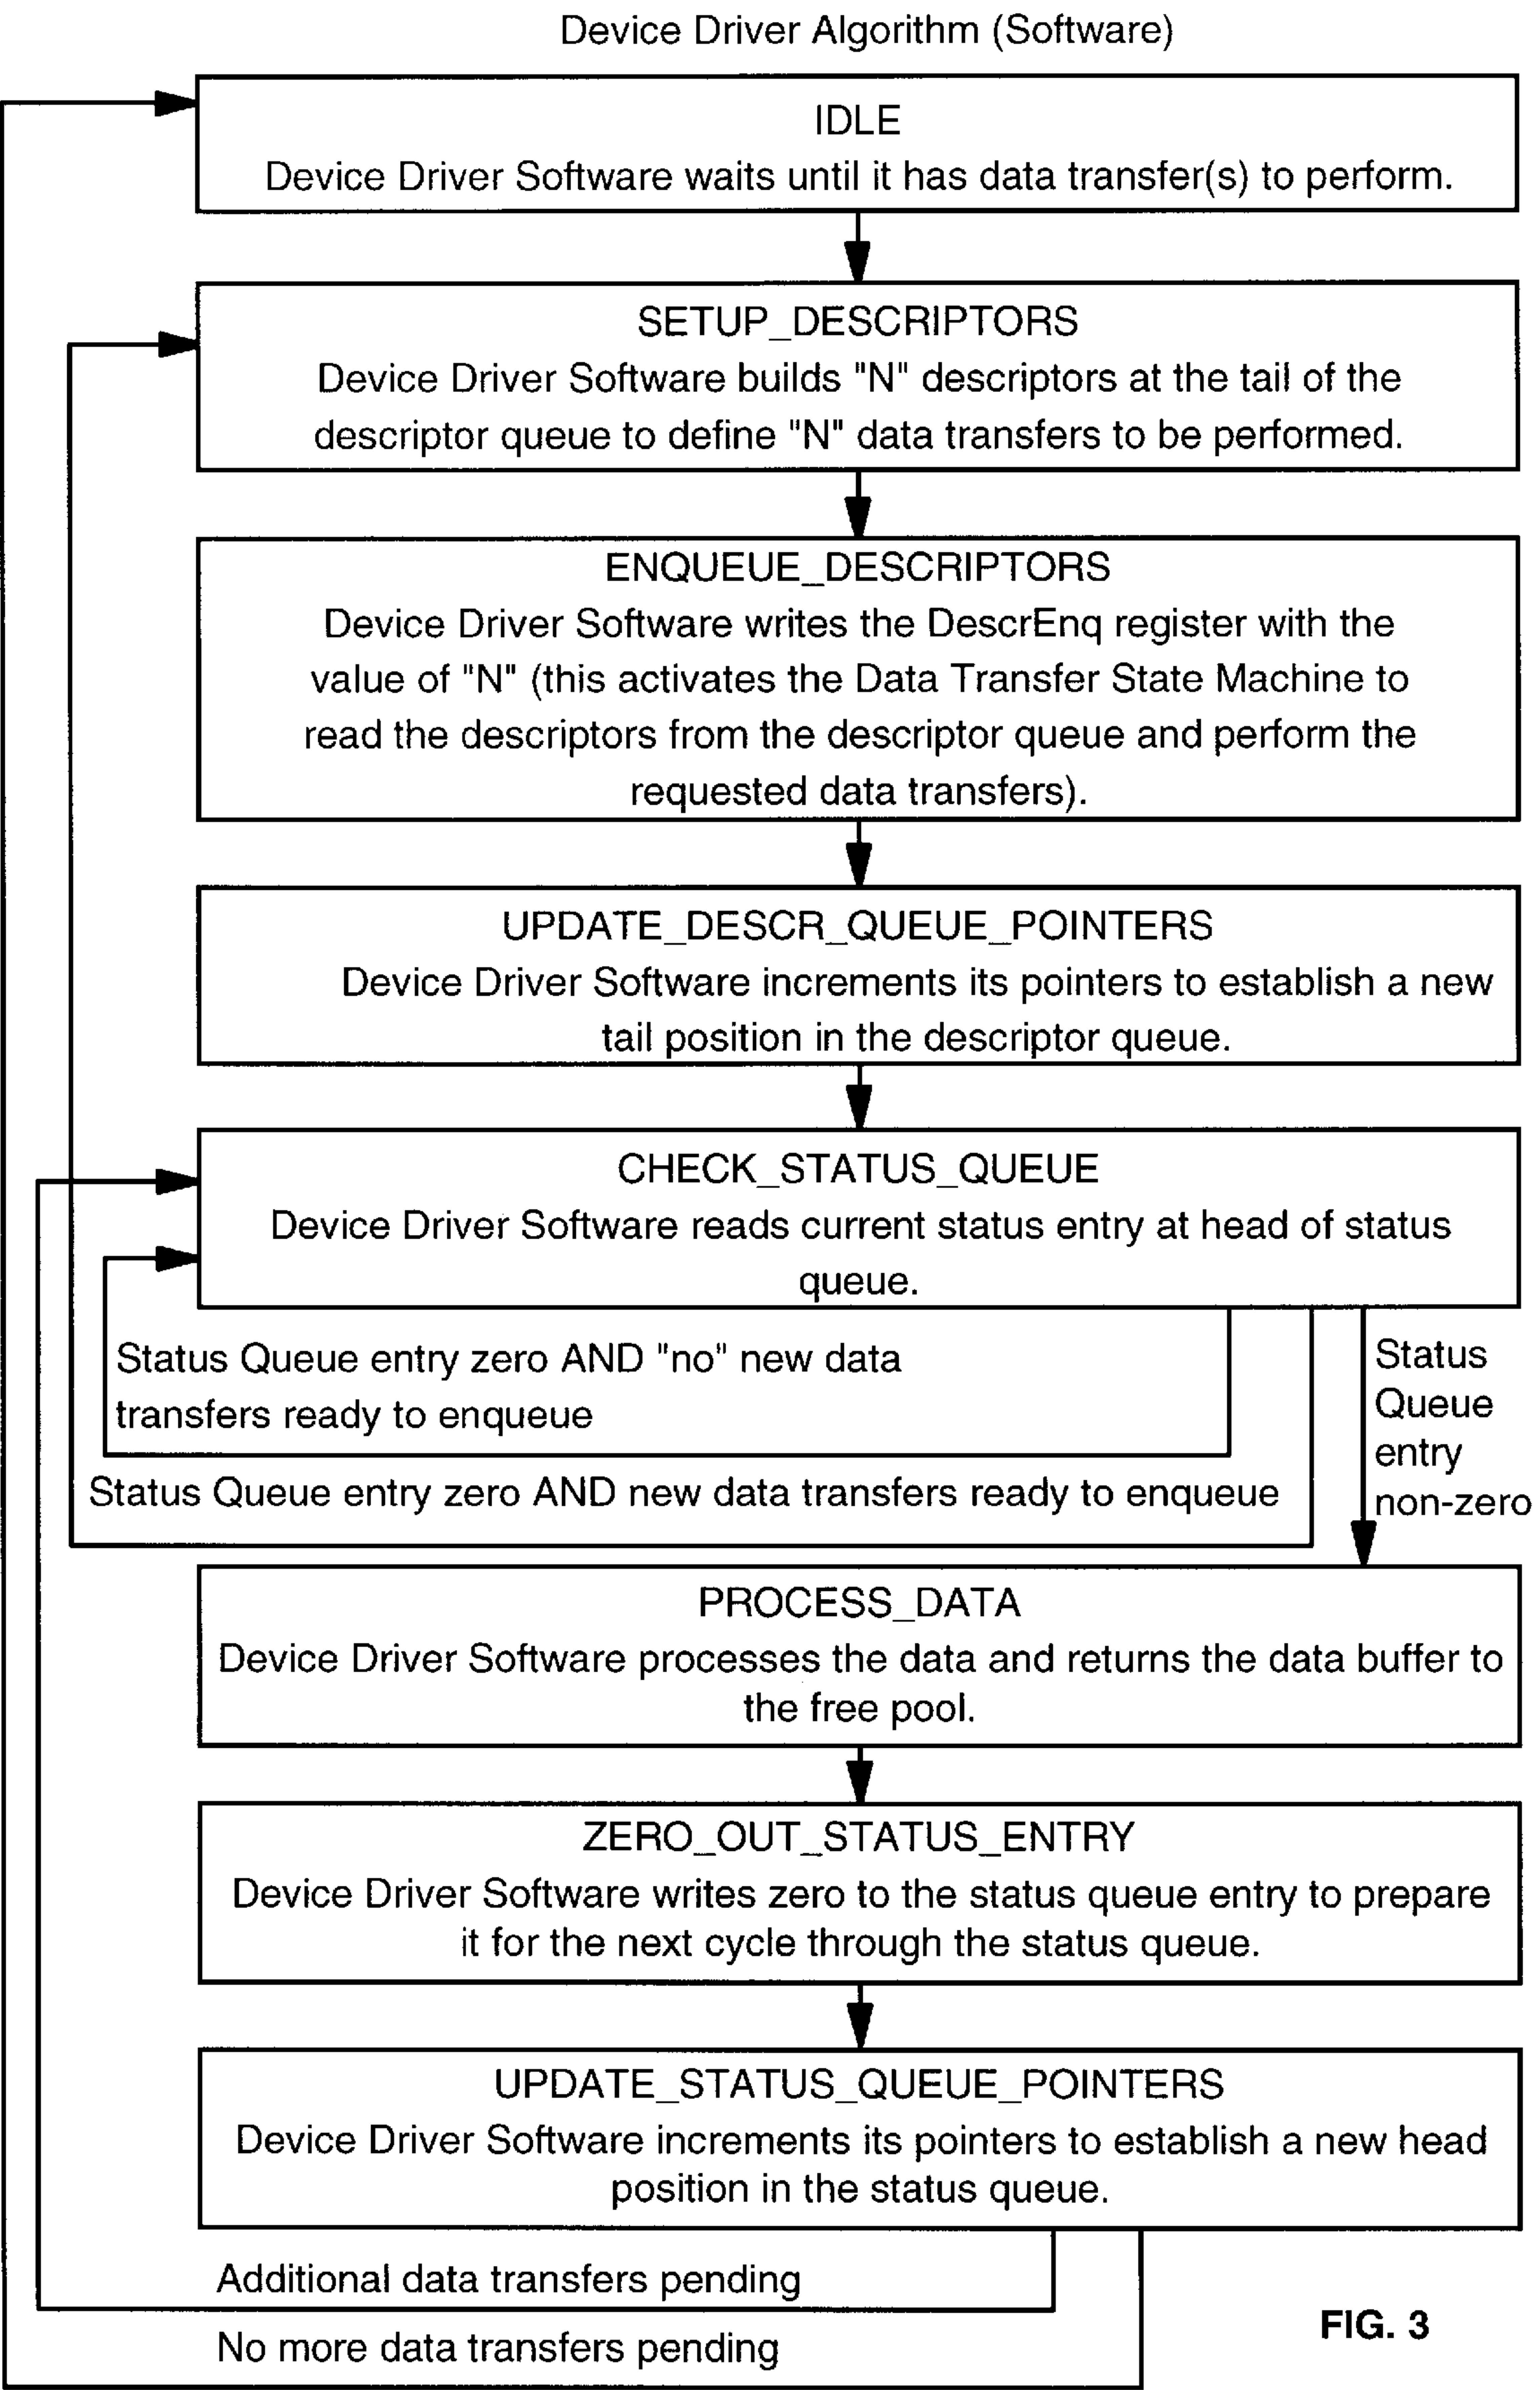 Device Driver Algorithm (Software)
IDLE
Device Driver Software waits until it has data transfer(s) to perform.
SETUP_DESCRIPTORS
Device Driver Software builds "N" descriptors at the tail of the
descriptor queue to define "N" data transfers to be performed.
ENQUEUE_DESCRIPTORS
Device Driver Software writes the DescrEnq register with the
value of "N" (this activates the Data Transfer State Machine to
read the descriptors from the descriptor queue and perform the
requested data transfers).
UPDATE_DESCR_QUEUE_POINTERS
Device Driver Software increments its pointers to establish a new
tail position in the descriptor queue.
CHECK_STATUS_QUEUE
Device Driver Software reads current status entry at head of status
queue.
Status Queue entry zero AND "no" new data
transfers ready to enqueue
Status Queue entry zero AND new data transfers ready to enqueue
Status
Queue
entry
non-zero
PROCESS_DATA
Device Driver Software processes the data and returns the data buffer to
the free pool.
ZERO_OUT_STATUS_ENTRY
Device Driver Software writes zero to the status queue entry to prepare
it for the next cycle through the status queue.
UPDATE_STATUS_QUEUE_POINTERS
Device Driver Software increments its pointers to establish a new head
position in the status queue.
Additional data transfers pending
No more data transfers pending
FIG. 3